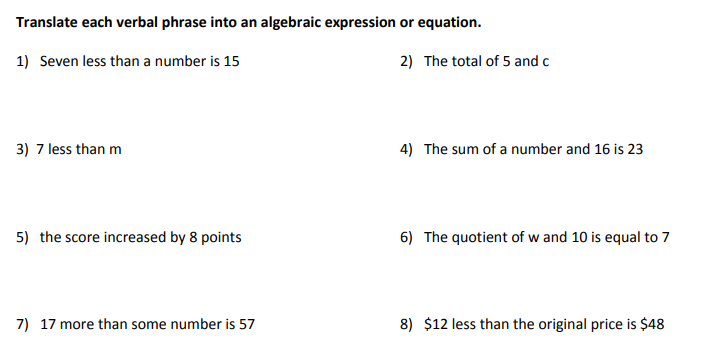 Translate each verbal phrase into an algebraic expression or equation.
1) Seven less than a number is 15
2) The total of 5 and c
3) 7 less than m
4) The sum of a number and 16 is 23
5) the score increased by 8 points
6) The quotient of w and 10 is equal to 7
7) 17 more than some number is 57
8) $12 less than the original price is $48